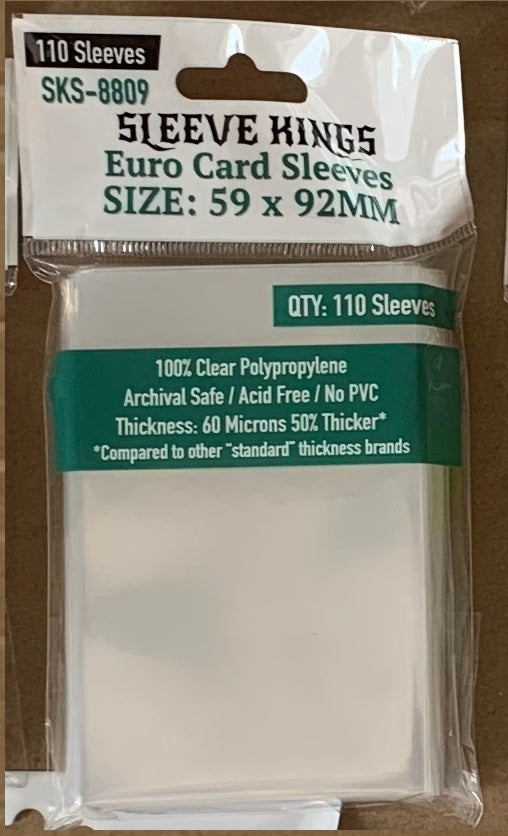 110 Sleeves
SKS-8809
SLEEVE KINGS
Euro Card Sleeves
SIZE: 59 x 92MM
QTY: 110 Sleeves
100% Clear Polypropylene
Archival Safe / Acid Free / No PVC
Thickness: 60 Microns 50% Thicker*
*Compared to other "standard" thickness brands